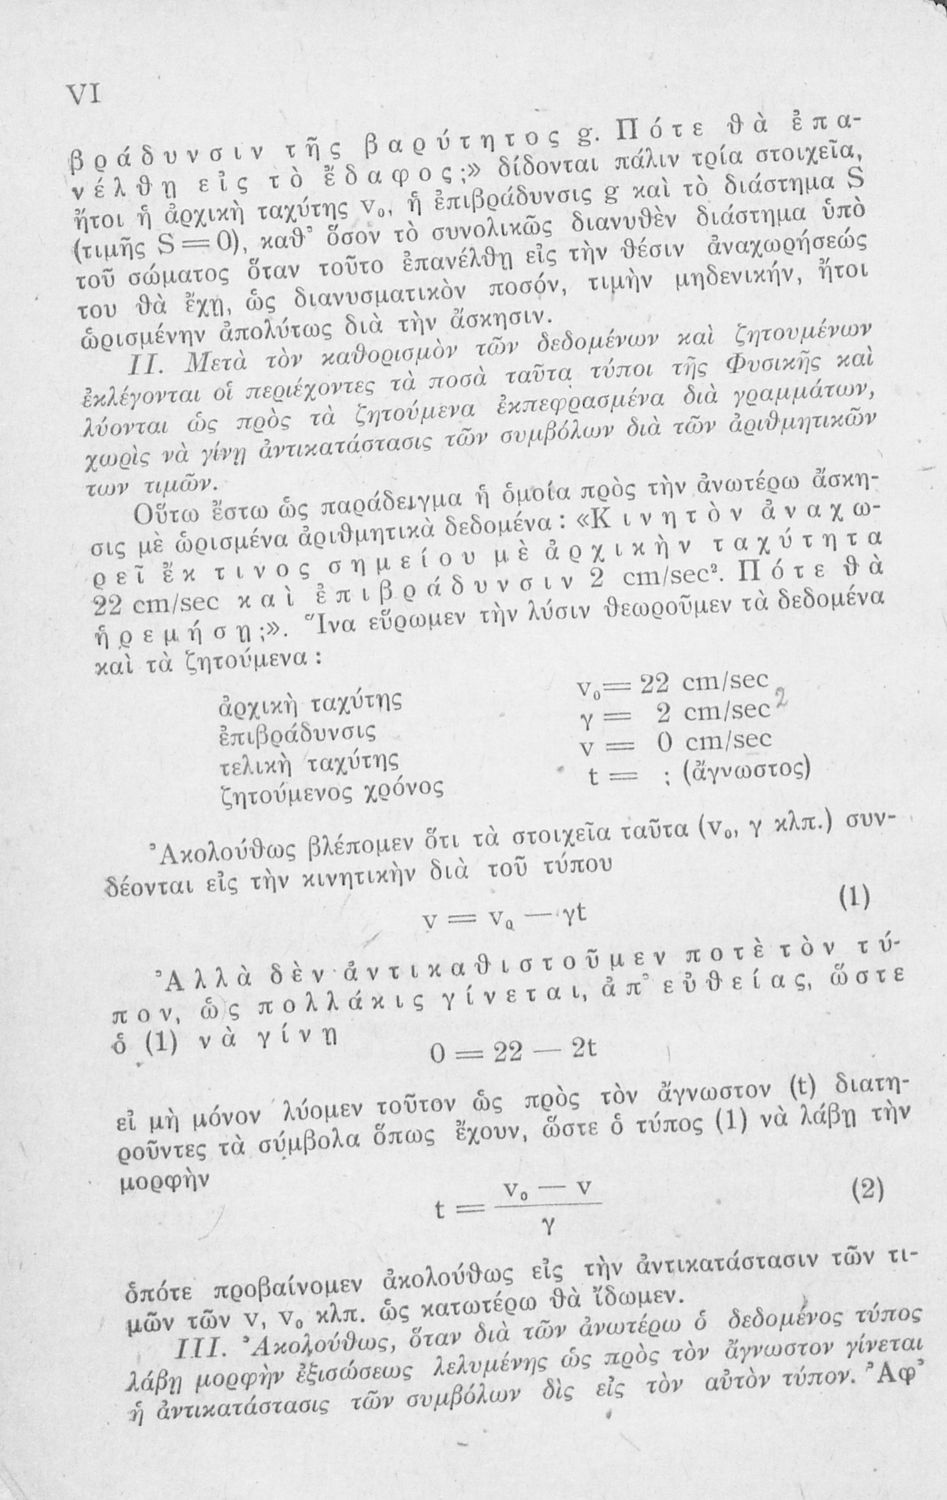 VI
βράδυνσιν τῆς βαρύτητος g. Πότε θὰ ἐπα-
νέλθῃ εἰς τὸ ἔδαφος;» δίδονται πάλιν τρία στοιχεῖα,
ἤτοι ἡ ἀρχικὴ ταχύτης v₀, ἡ ἐπιβράδυνσις g καὶ τὸ διάστημα S
(τιμῆς S = 0), καθ' ὅσον τὸ συνολικῶς διανυθὲν διάστημα ὑπὸ
τοῦ σώματος ὅταν τοῦτο ἐπανέλθῃ εἰς τὴν θέσιν ἀναχωρήσεώς
του θὰ ἔχῃ, ὡς διανυσματικὸν ποσόν, τιμὴν μηδενικήν, ἤτοι
ὡρισμένην ἀπολύτως διὰ τὴν ἄσκησιν.
II. Μετὰ τὸν καθορισμὸν τῶν δεδομένων καὶ ζητουμένων
ἐκλέγονται οἱ περιέχοντες τὰ ποσὰ ταῦτα τύποι τῆς Φυσικῆς καὶ
λύονται ὡς πρὸς τὰ ζητούμενα ἐκπεφρασμένα διὰ γραμμάτων,
χωρὶς νὰ γίνῃ ἀντικατάστασις τῶν συμβόλων διὰ τῶν ἀριθμητικῶν
των τιμῶν.
Οὕτω ἔστω ὡς παράδειγμα ἡ ὁμοία πρὸς τὴν ἀνωτέρω ἄσκη-
σις μὲ ὡρισμένα ἀριθμητικὰ δεδομένα : «Κινητὸν ἀναχω-
ρεῖ ἔκ τινος σημείου μὲ ἀρχικὴν ταχύτητα
22 cm/sec καὶ ἐπιβράδυνσιν 2 cm/sec². Πότε θὰ
ἠρεμήσῃ;». Ἵνα εὕρωμεν τὴν λύσιν θεωροῦμεν τὰ δεδομένα
καὶ τὰ ζητούμενα :
ἀρχικὴ ταχύτης v₀ = 22 cm/sec
ἐπιβράδυνσις γ = 2 cm/sec 2
τελικὴ ταχύτης v = 0 cm/sec
ζητούμενος χρόνος t = ; (ἄγνωστος)
Ἀκολούθως βλέπομεν ὅτι τὰ στοιχεῖα ταῦτα (v₀, γ κλπ.) συν-
δέονται εἰς τὴν κινητικὴν διὰ τοῦ τύπου
v = v₀ — γt (1)
Ἀλλὰ δὲν ἀντικαθιστοῦμεν ποτὲ τὸν τύ-
πον, ὡς πολλάκις γίνεται, ἀπ' εὐθείας, ὥστε
ὁ (1) νὰ γίνῃ
0 = 22 — 2t
εἰ μὴ μόνον λύομεν τοῦτον ὡς πρὸς τὸν ἄγνωστον (t) διατη-
ροῦντες τὰ σύμβολα ὅπως ἔχουν, ὥστε ὁ τύπος (1) νὰ λάβῃ τὴν
μορφὴν
v₀ — v
t = (2)
γ
ὁπότε προβαίνομεν ἀκολούθως εἰς τὴν ἀντικατάστασιν τῶν τι-
μῶν τῶν v, v₀ κλπ. ὡς κατωτέρω θὰ ἴδωμεν.
III. Ἀκολούθως, ὅταν διὰ τῶν ἀνωτέρω ὁ δεδομένος τύπος
λάβῃ μορφὴν ἐξισώσεως λελυμένης ὡς πρὸς τὸν ἄγνωστον γίνεται
ἡ ἀντικατάστασις τῶν συμβόλων δὶς εἰς τὸν αὐτὸν τύπον. Ἀφ'